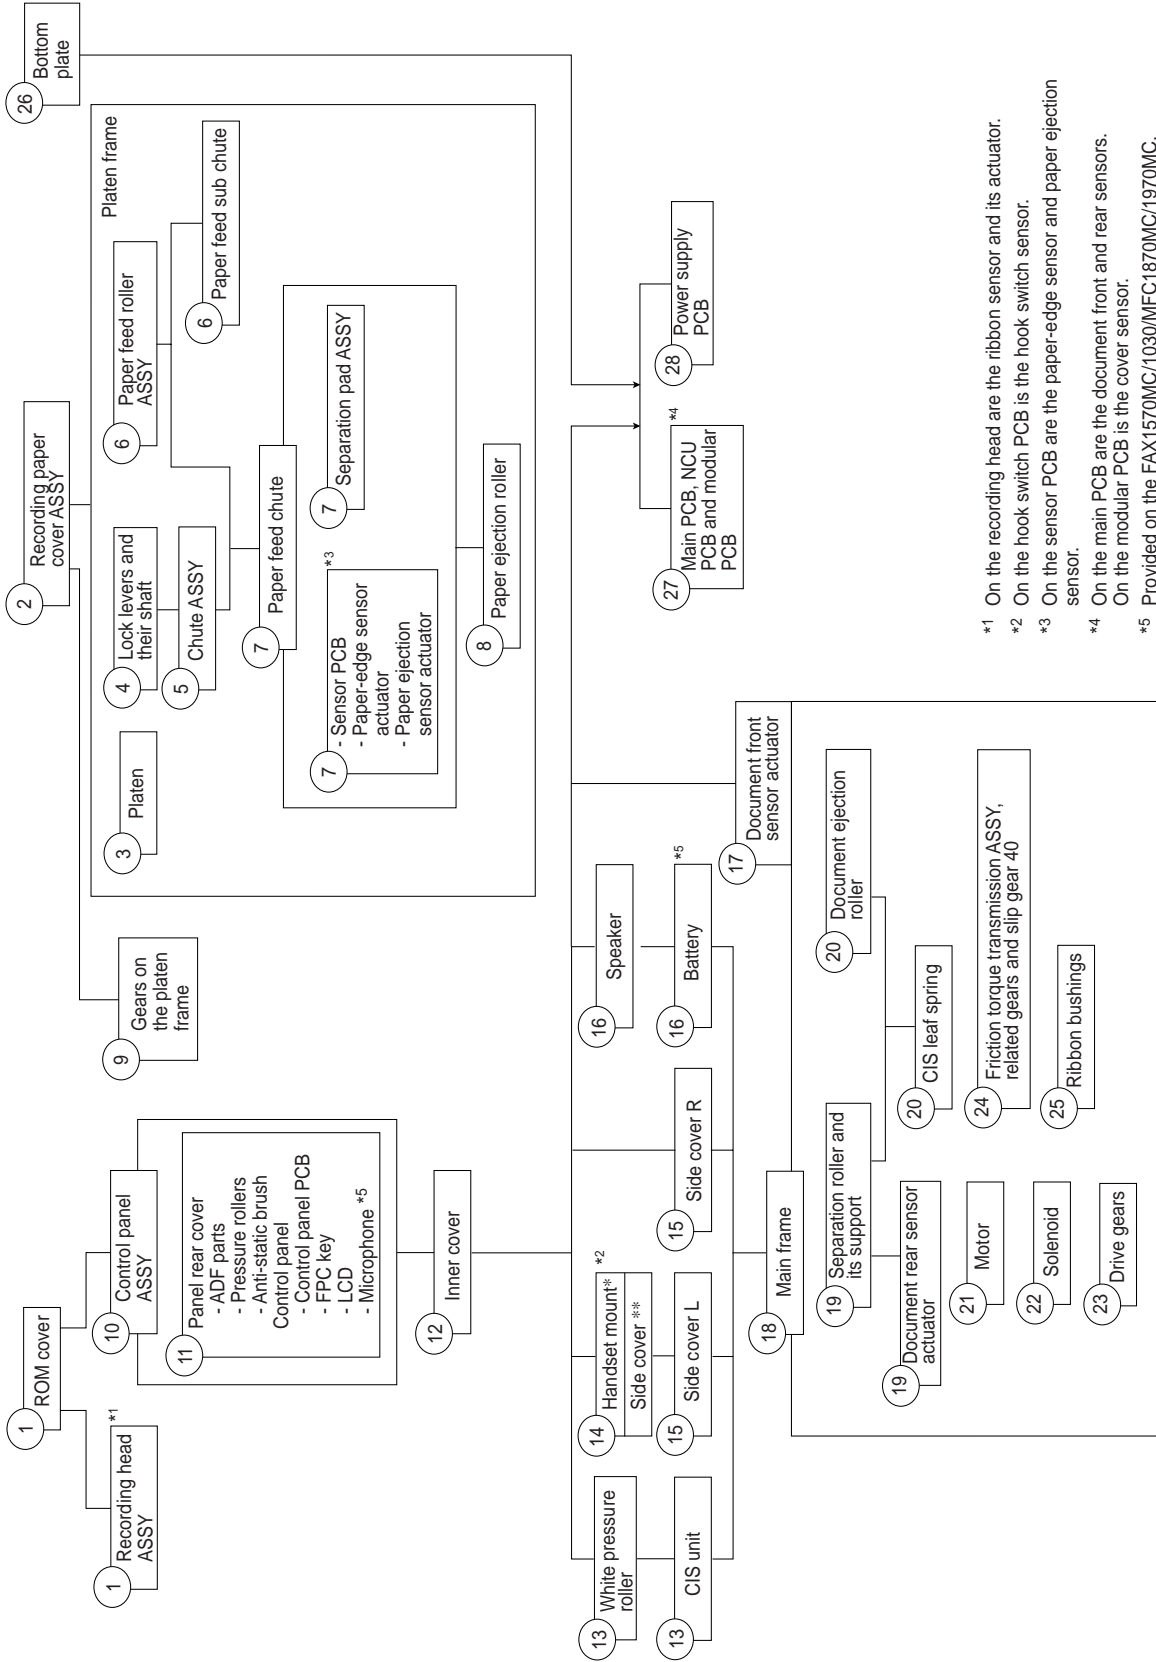 1
ROM cover
1
Recording head
ASSY
*1
10
Control panel
ASSY
11
Panel rear cover
- ADF parts
- Pressure rollers
- Anti-static brush
Control panel
- Control panel PCB
- FPC key
- LCD
- Microphone *5
12
Inner cover
2
Recording paper
cover ASSY
9
Gears on
the platen
frame
Platen frame
3
Platen
4
Lock levers and
their shaft
5
Chute ASSY
6
Paper feed roller
ASSY
6
Paper feed sub chute
7
Paper feed chute
7
- Sensor PCB
- Paper-edge sensor
actuator
- Paper ejection
sensor actuator
*3
7
Separation pad ASSY
8
Paper ejection roller
26
Bottom
plate
13
White pressure
roller
13
CIS unit
14
Handset mount*
Side cover **
*2
15
Side cover L
15
Side cover R
16
Speaker
16
Battery
*5
17
Document front
sensor actuator
27
Main PCB, NCU
PCB and modular
PCB
*4
28
Power supply
PCB
18
Main frame
19
Separation roller and
its support
19
Document rear sensor
actuator
20
Document ejection
roller
20
CIS leaf spring
21
Motor
22
Solenoid
23
Drive gears
24
Friction torque transmission ASSY,
related gears and slip gear 40
25
Ribbon bushings
*1 On the recording head are the ribbon sensor and its actuator.
*2 On the hook switch PCB is the hook switch sensor.
*3 On the sensor PCB are the paper-edge sensor and paper ejection
sensor.
*4 On the main PCB are the document front and rear sensors.
On the modular PCB is the cover sensor.
*5 Provided on the FAX1570MC/1030/MFC1870MC/1970MC.